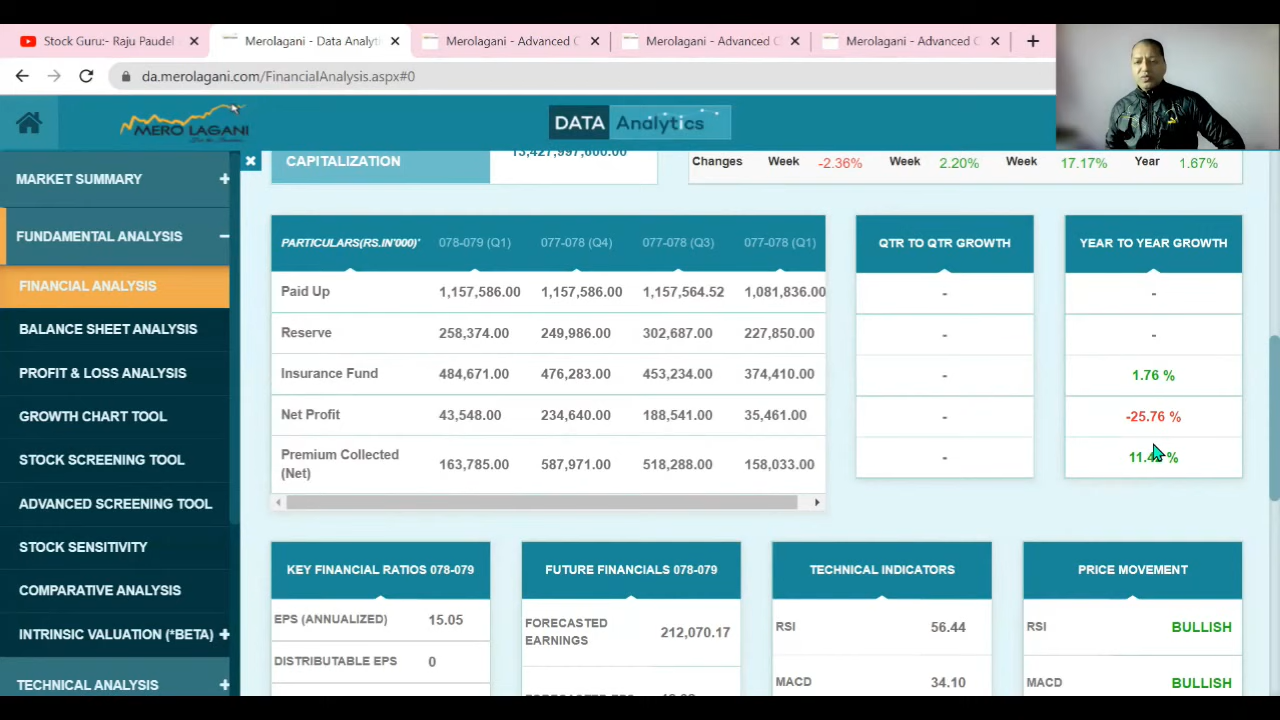 Stock Guru:- Raju Paudel
Merolagani - Data Analyti
Merolagani - Advanced C
Merolagani - Advanced C
Merolagani - Advanced C
da.merolagani.com/FinancialAnalysis.aspx#0
MERO LAGANI
DATA Analytics
MARKET SUMMARY
FUNDAMENTAL ANALYSIS
FINANCIAL ANALYSIS
BALANCE SHEET ANALYSIS
PROFIT & LOSS ANALYSIS
GROWTH CHART TOOL
STOCK SCREENING TOOL
ADVANCED SCREENING TOOL
STOCK SENSITIVITY
COMPARATIVE ANALYSIS
INTRINSIC VALUATION (*BETA)
TECHNICAL ANALYSIS
CAPITALIZATION 13,427,997,600.00
Changes Week -2.36% Week 2.20% Week 17.17% Year 1.67%
PARTICULARS(RS.IN'000)' 078-079 (Q1) 077-078 (Q4) 077-078 (Q3) 077-078 (Q1)
Paid Up 1,157,586.00 1,157,586.00 1,157,564.52 1,081,836.00
Reserve 258,374.00 249,986.00 302,687.00 227,850.00
Insurance Fund 484,671.00 476,283.00 453,234.00 374,410.00
Net Profit 43,548.00 234,640.00 188,541.00 35,461.00
Premium Collected
(Net) 163,785.00 587,971.00 518,288.00 158,033.00
QTR TO QTR GROWTH
-
-
-
-
-
YEAR TO YEAR GROWTH
-
-
1.76 %
-25.76 %
%
KEY FINANCIAL RATIOS 078-079
EPS (ANNUALIZED) 15.05
DISTRIBUTABLE EPS 0
FUTURE FINANCIALS 078-079
FORECASTED
EARNINGS 212,070.17
TECHNICAL INDICATORS
RSI 56.44
MACD 34.10
PRICE MOVEMENT
RSI BULLISH
MACD BULLISH